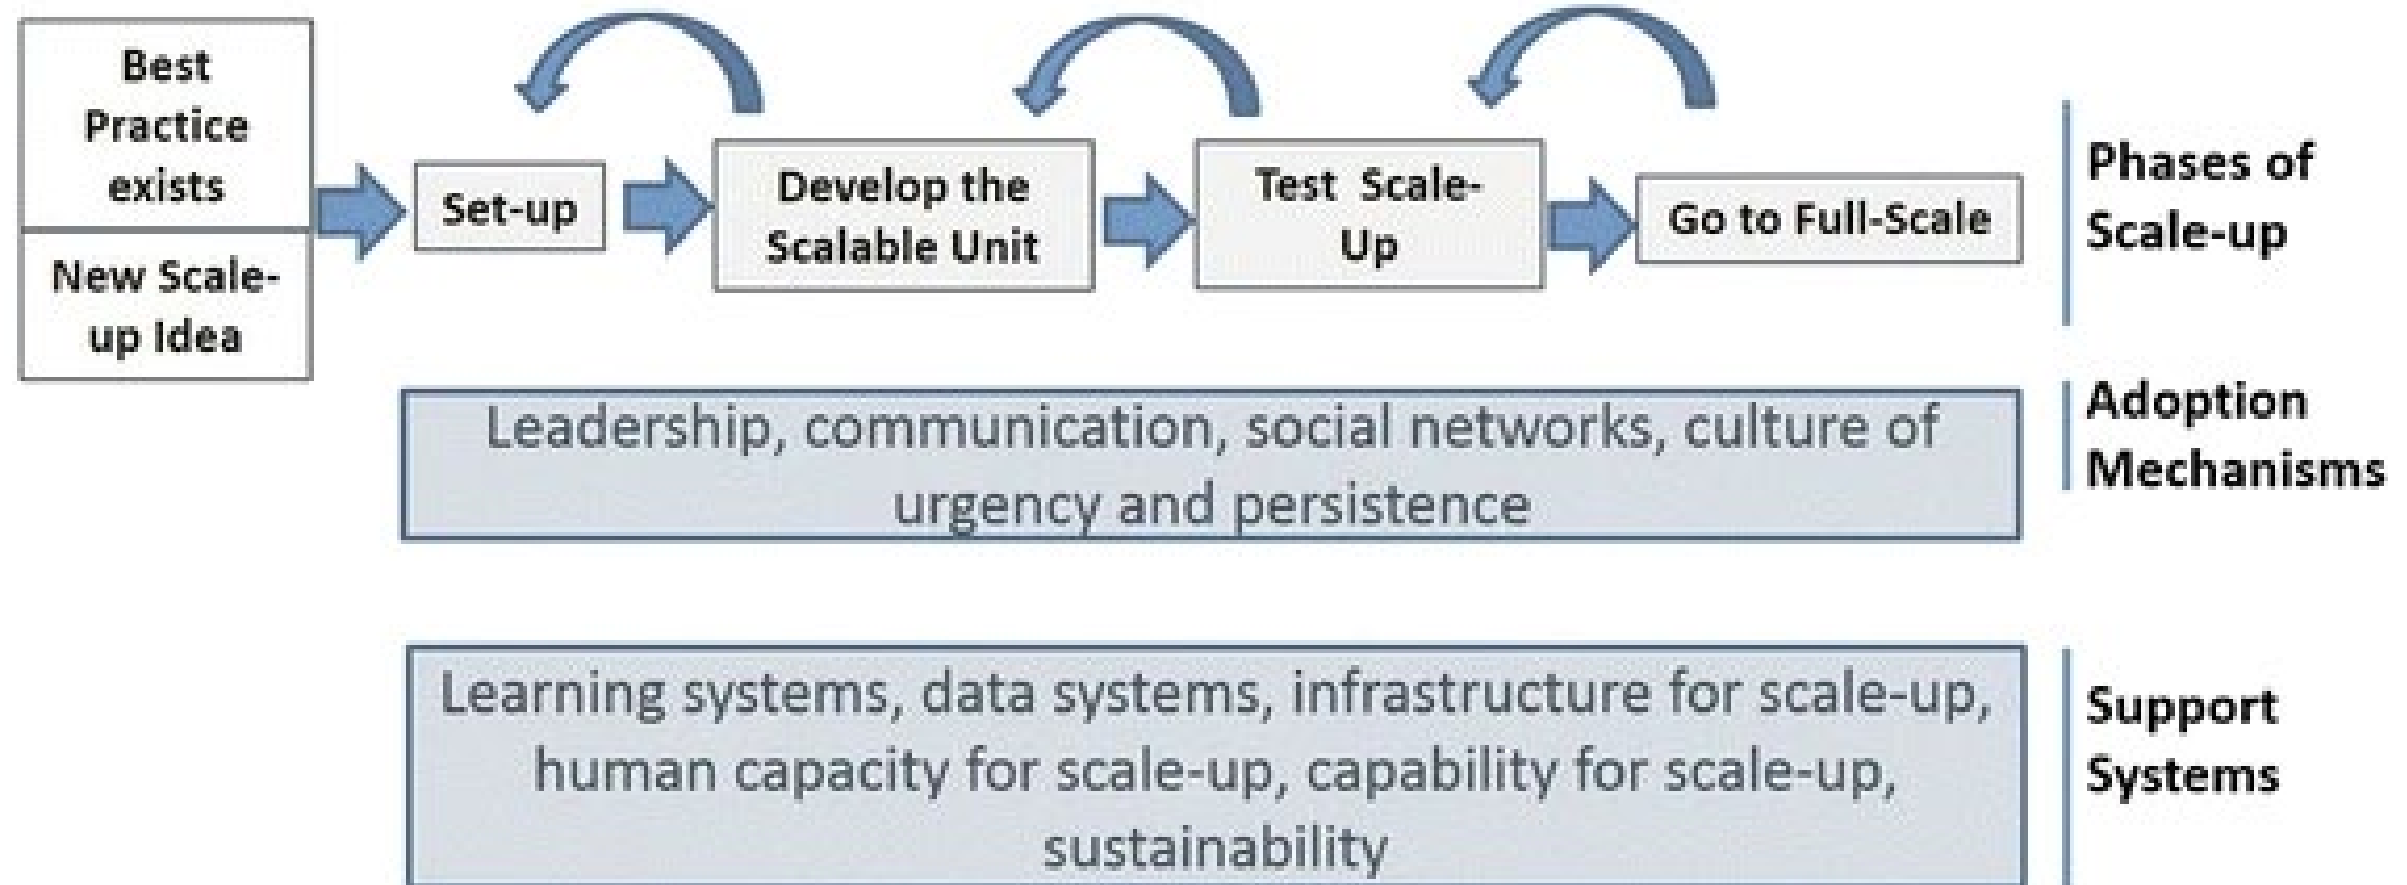 Best
Practice
exists
New Scale-
up Idea
Set-up
Develop the
Scalable Unit
Test Scale-
Up
Go to Full-Scale
Phases of
Scale-up
Leadership, communication, social networks, culture of
urgency and persistence
Adoption
Mechanisms
Learning systems, data systems, infrastructure for scale-up,
human capacity for scale-up, capability for scale-up,
sustainability
Support
Systems